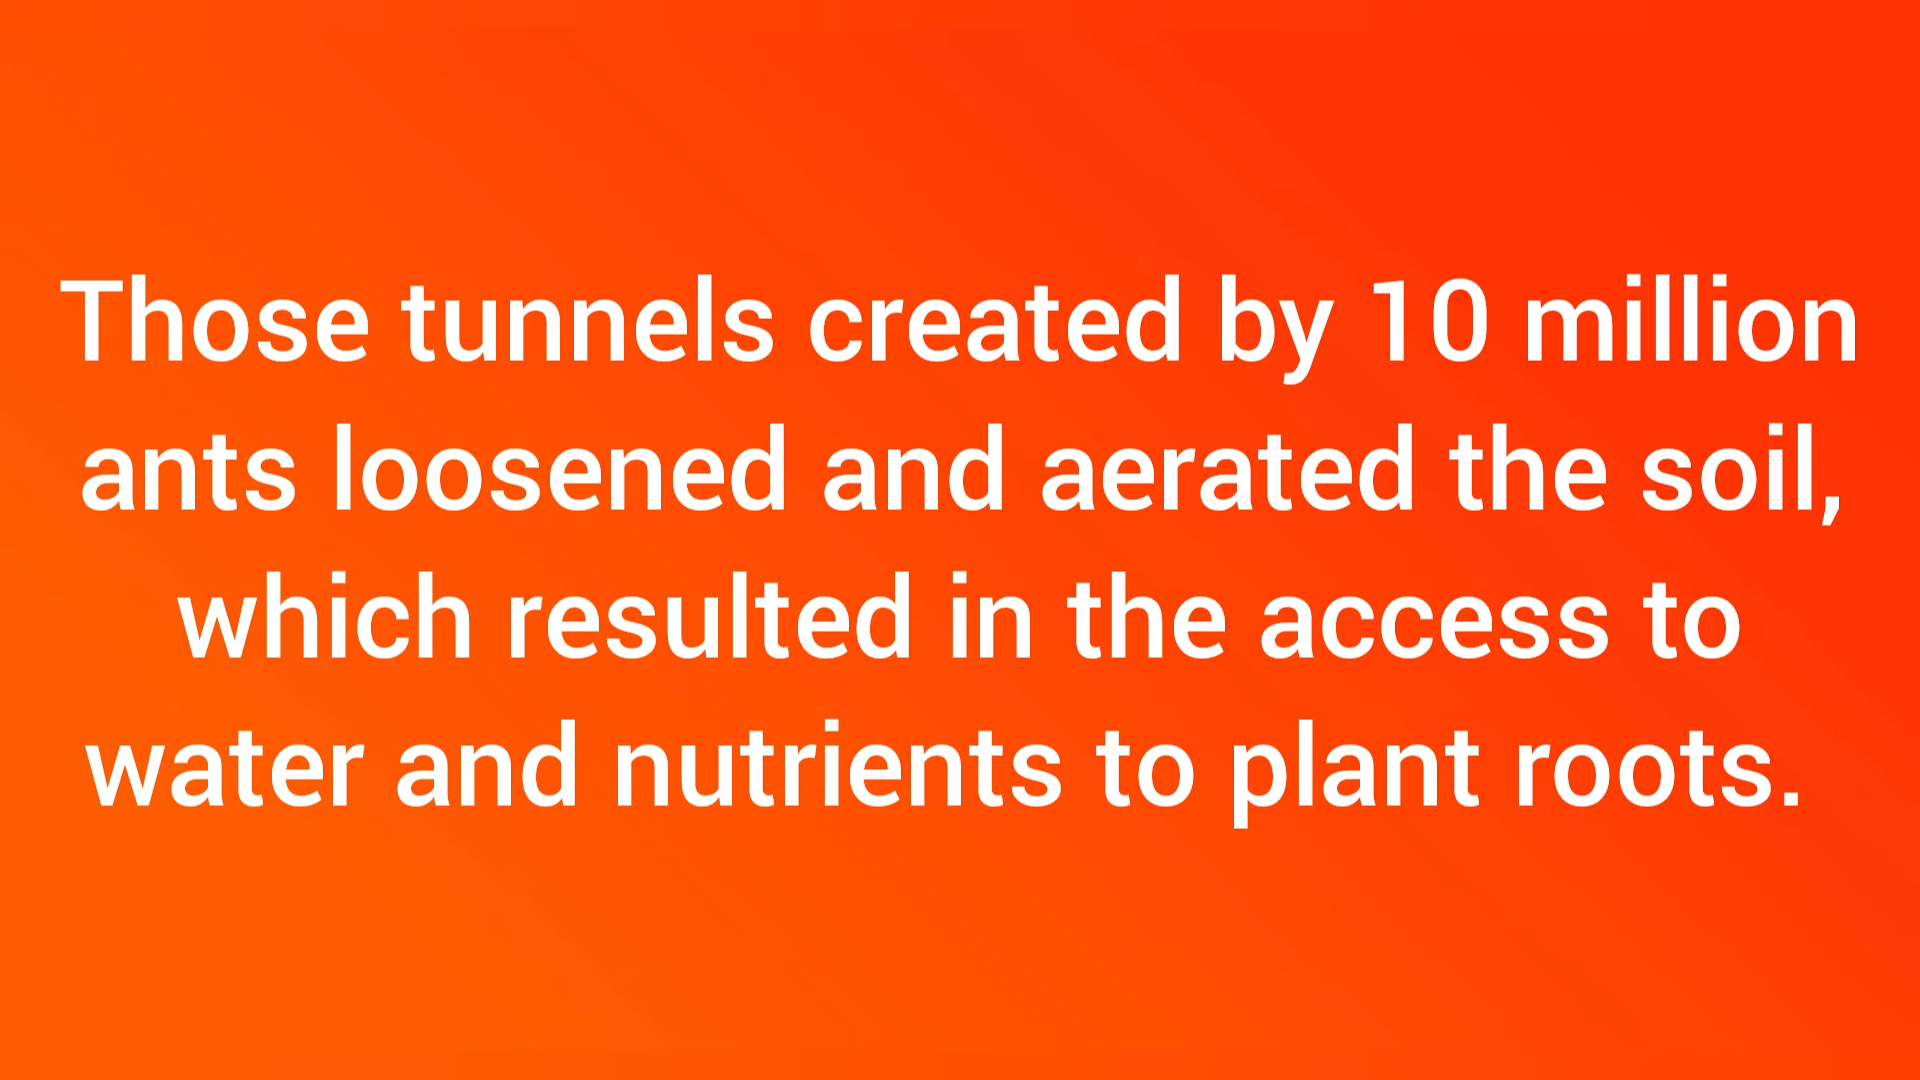 Those tunnels created by 10 million
ants loosened and aerated the soil,
which resulted in the access to
water and nutrients to plant roots.